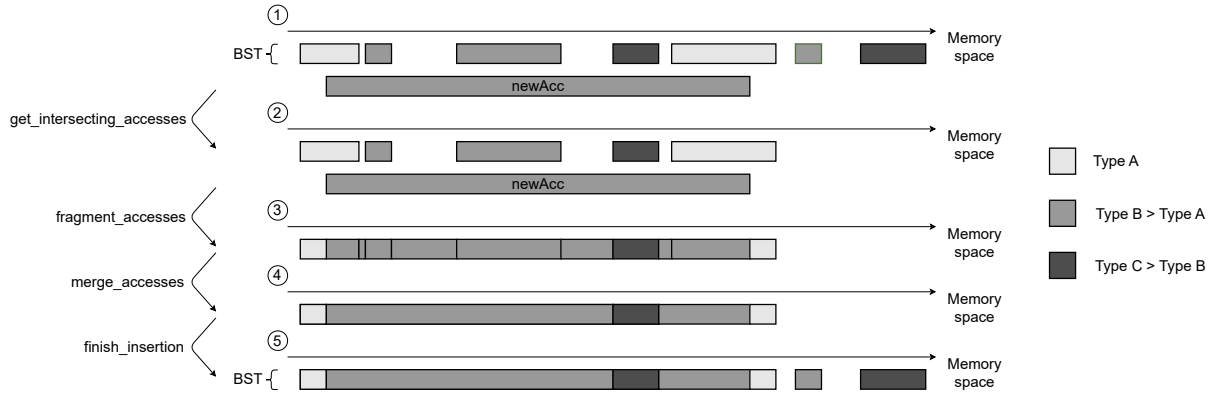 ①
BST
Memory
space
newAcc
get_intersecting_accesses
②
Memory
space
newAcc
fragment_accesses
③
Memory
space
merge_accesses
④
Memory
space
finish_insertion
⑤
BST
Memory
space
Type A
Type B > Type A
Type C > Type B